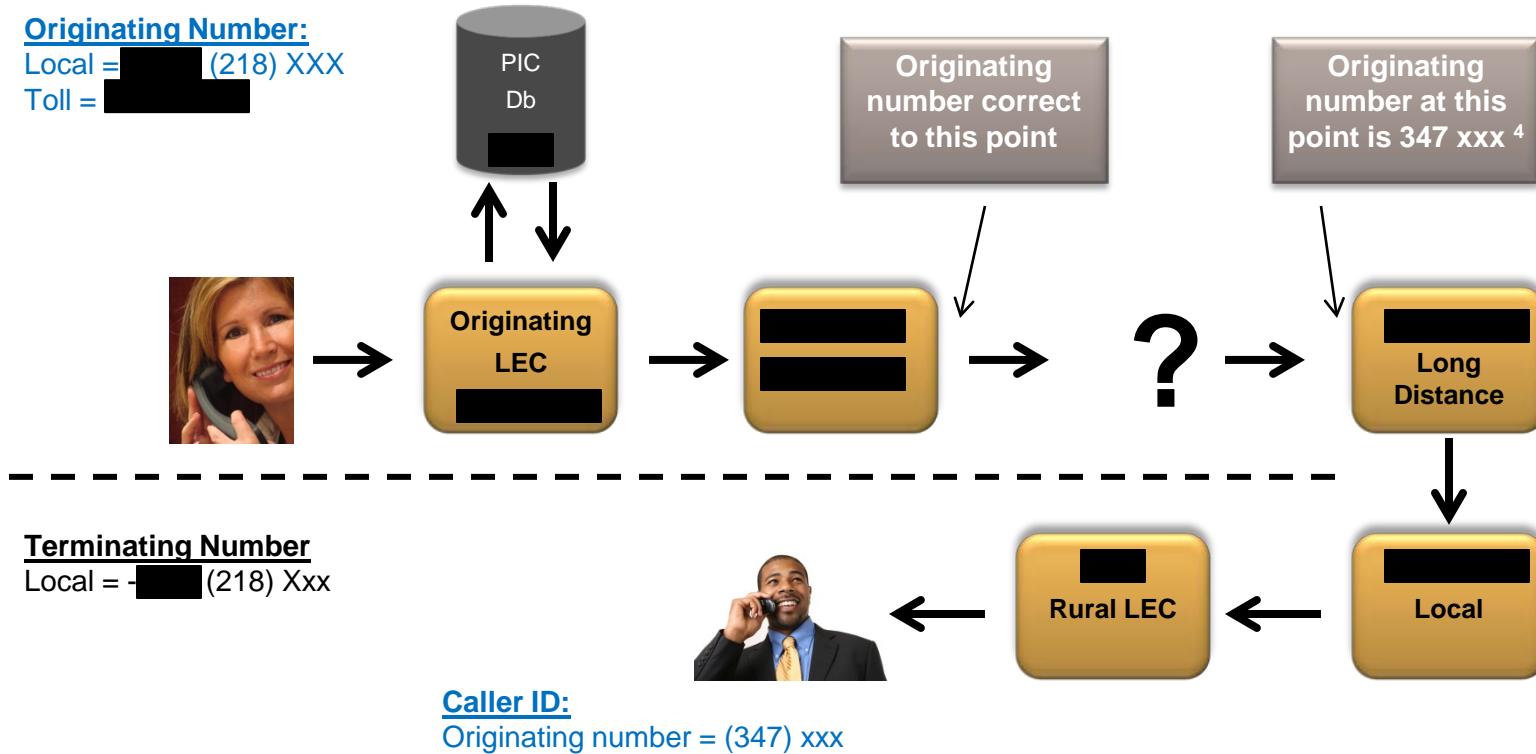 Originating Number:
Local = (218) XXX
Toll =
PIC
Db
Originating
number correct
to this point
Originating
number at this
point is 347 xxx ⁴
Originating
LEC
?
Long
Distance
Terminating Number
Local = - (218) Xxx
Rural LEC
Local
Caller ID:
Originating number = (347) xxx